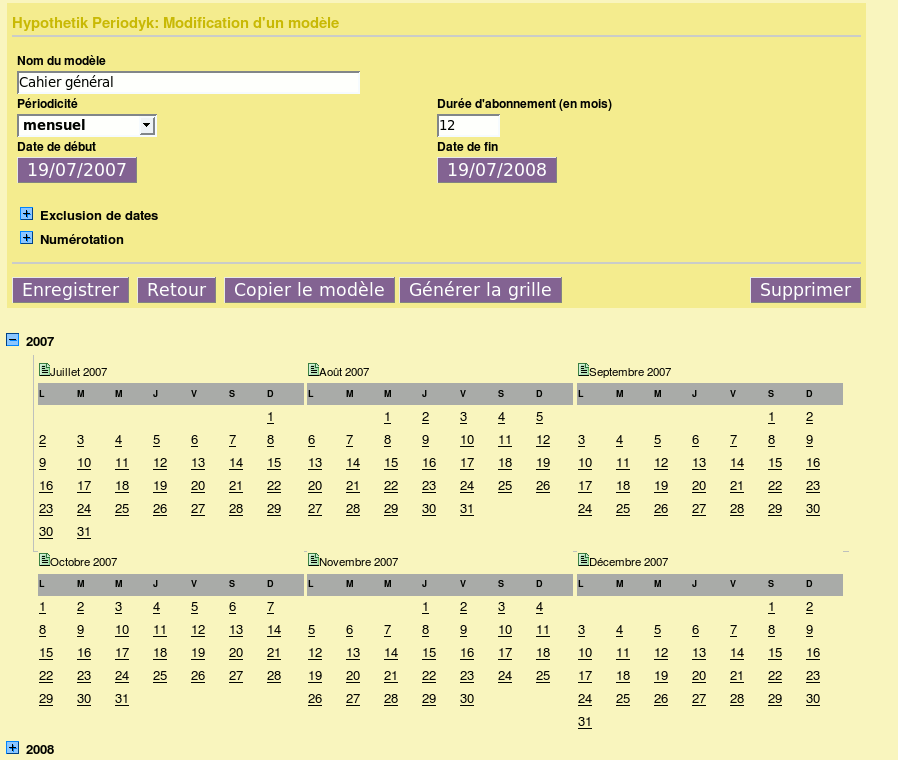 Hypothetik Periodyk: Modification d'un modèle
Nom du modèle
Cahier général
Périodicité Durée d'abonnement (en mois)
mensuel 12
Date de début Date de fin
19/07/2007 19/07/2008
Exclusion de dates
Numérotation
Enregistrer Retour Copier le modèle Générer la grille Supprimer
2007
Juillet 2007 Août 2007 Septembre 2007
L M M J V S D L M M J V S D L M M J V S D
1 1 2 3 4 5 1 2
2 3 4 5 6 7 8 6 7 8 9 10 11 12 3 4 5 6 7 8 9
9 10 11 12 13 14 15 13 14 15 16 17 18 19 10 11 12 13 14 15 16
16 17 18 19 20 21 22 20 21 22 23 24 25 26 17 18 19 20 21 22 23
23 24 25 26 27 28 29 27 28 29 30 31 24 25 26 27 28 29 30
30 31
Octobre 2007 Novembre 2007 Décembre 2007
L M M J V S D L M M J V S D L M M J V S D
1 2 3 4 5 6 7 1 2 3 4 1 2
8 9 10 11 12 13 14 5 6 7 8 9 10 11 3 4 5 6 7 8 9
15 16 17 18 19 20 21 12 13 14 15 16 17 18 10 11 12 13 14 15 16
22 23 24 25 26 27 28 19 20 21 22 23 24 25 17 18 19 20 21 22 23
29 30 31 26 27 28 29 30 24 25 26 27 28 29 30
31
2008